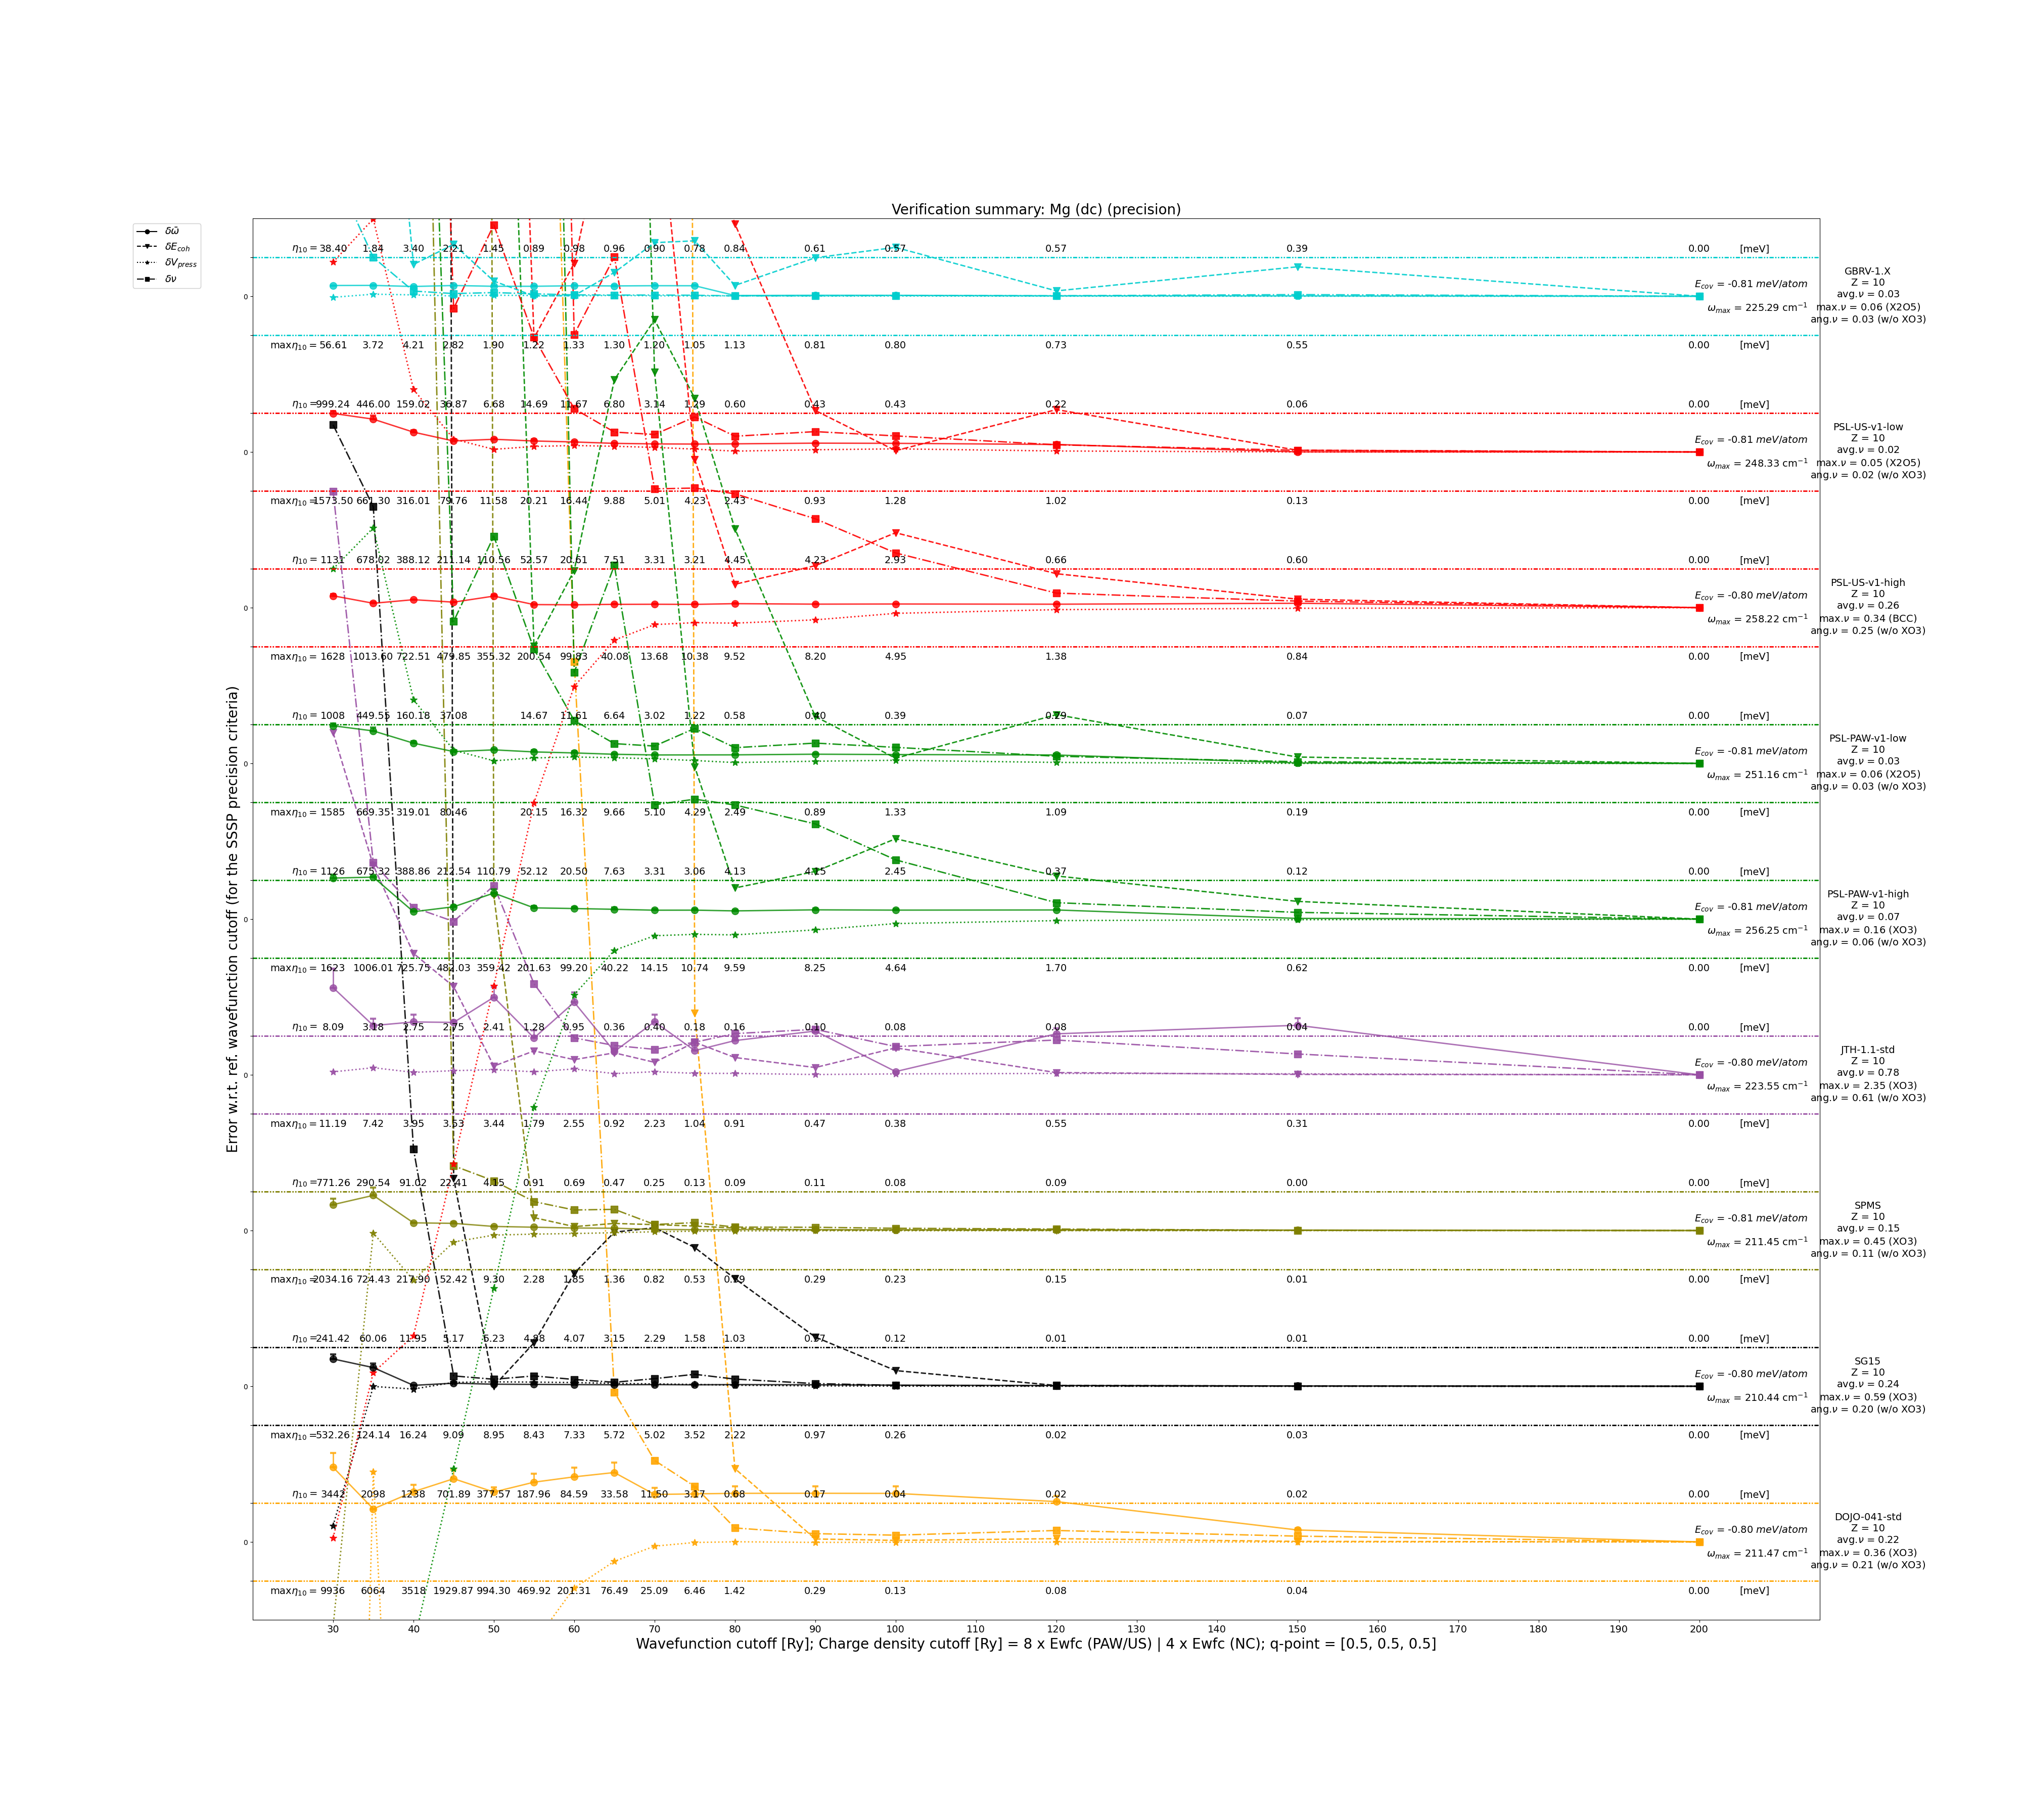 Verification summary: Mg (dc) (precision)
δω̄
δE_coh
δV_press
δν
η₁₀ = 38.40 1.84 3.40 2.21 1.45 0.89 0.98 0.96 0.90 0.78 0.84 0.61 0.57 0.57 0.39 0.00 [meV]
GBRV-1.X
Z = 10
avg.ν = 0.03
max.ν = 0.06 (X2O5)
ang.ν = 0.03 (w/o XO3)
E_cov = -0.81 meV/atom
ω_max = 225.29 cm⁻¹
maxη₁₀ = 56.61 3.72 4.21 2.82 1.90 1.22 1.33 1.30 1.20 1.05 1.13 0.81 0.80 0.73 0.55 0.00 [meV]
η₁₀ = 999.24 446.00 159.02 36.87 6.68 14.69 11.67 6.80 3.14 1.29 0.60 0.43 0.43 0.22 0.06 0.00 [meV]
PSL-US-v1-low
Z = 10
avg.ν = 0.02
max.ν = 0.05 (X2O5)
ang.ν = 0.02 (w/o XO3)
E_cov = -0.81 meV/atom
ω_max = 248.33 cm⁻¹
maxη₁₀ = 1573.50 661.30 316.01 79.76 11.58 20.21 16.44 9.88 5.01 4.23 2.43 0.93 1.28 1.02 0.13 0.00 [meV]
η₁₀ = 1131 678.02 388.12 211.14 110.56 52.57 20.61 7.51 3.31 3.21 4.45 4.23 2.93 0.66 0.60 0.00 [meV]
PSL-US-v1-high
Z = 10
avg.ν = 0.26
max.ν = 0.34 (BCC)
ang.ν = 0.25 (w/o XO3)
E_cov = -0.80 meV/atom
ω_max = 258.22 cm⁻¹
maxη₁₀ = 1628 1013.60 722.51 479.85 355.32 200.54 99.83 40.08 13.68 10.38 9.52 8.20 4.95 1.38 0.84 0.00 [meV]
η₁₀ = 1008 449.55 160.18 37.08 14.67 11.61 6.64 3.02 1.22 0.58 0.40 0.39 0.29 0.07 0.00 [meV]
PSL-PAW-v1-low
Z = 10
avg.ν = 0.03
max.ν = 0.06 (X2O5)
ang.ν = 0.03 (w/o XO3)
E_cov = -0.81 meV/atom
ω_max = 251.16 cm⁻¹
maxη₁₀ = 1585 669.35 319.01 80.46 20.15 16.32 9.66 5.10 4.29 2.49 0.89 1.33 1.09 0.19 0.00 [meV]
η₁₀ = 1126 675.32 388.86 212.54 110.79 52.12 20.50 7.63 3.31 3.06 4.13 4.15 2.45 0.37 0.12 0.00 [meV]
PSL-PAW-v1-high
Z = 10
avg.ν = 0.07
max.ν = 0.16 (XO3)
ang.ν = 0.06 (w/o XO3)
E_cov = -0.81 meV/atom
ω_max = 256.25 cm⁻¹
maxη₁₀ = 1623 1006.01 725.75 482.03 359.42 201.63 99.20 40.22 14.15 10.74 9.59 8.25 4.64 1.70 0.62 0.00 [meV]
η₁₀ = 8.09 3.18 2.75 2.75 2.41 1.28 0.95 0.36 0.40 0.18 0.16 0.10 0.08 0.08 0.04 0.00 [meV]
JTH-1.1-std
Z = 10
avg.ν = 0.78
max.ν = 2.35 (XO3)
ang.ν = 0.61 (w/o XO3)
E_cov = -0.80 meV/atom
ω_max = 223.55 cm⁻¹
maxη₁₀ = 11.19 7.42 3.95 3.53 3.44 1.79 2.55 0.92 2.23 1.04 0.91 0.47 0.38 0.55 0.31 0.00 [meV]
η₁₀ = 771.26 290.54 91.02 22.41 4.15 0.91 0.69 0.47 0.25 0.13 0.09 0.11 0.08 0.09 0.00 0.00 [meV]
SPMS
Z = 10
avg.ν = 0.15
max.ν = 0.45 (XO3)
ang.ν = 0.11 (w/o XO3)
E_cov = -0.81 meV/atom
ω_max = 211.45 cm⁻¹
maxη₁₀ = 2034.16 724.43 217.90 52.42 9.30 2.28 1.85 1.36 0.82 0.53 0.29 0.23 0.15 0.01 0.00 [meV]
η₁₀ = 241.42 60.06 11.95 5.17 5.23 4.88 4.07 3.15 2.29 1.58 1.03 0.12 0.01 0.01 0.00 [meV]
SG15
Z = 10
avg.ν = 0.24
max.ν = 0.59 (XO3)
ang.ν = 0.20 (w/o XO3)
E_cov = -0.80 meV/atom
ω_max = 210.44 cm⁻¹
maxη₁₀ = 532.26 124.14 16.24 9.09 8.95 8.43 7.33 5.72 5.02 3.52 2.22 0.97 0.26 0.02 0.03 0.00 [meV]
η₁₀ = 3442 2098 1238 701.89 377.57 187.96 84.59 33.58 11.50 3.17 0.68 0.17 0.04 0.02 0.02 0.00 [meV]
DOJO-041-std
Z = 10
avg.ν = 0.22
max.ν = 0.36 (XO3)
ang.ν = 0.21 (w/o XO3)
E_cov = -0.80 meV/atom
ω_max = 211.47 cm⁻¹
maxη₁₀ = 9936 6064 3518 1929.87 994.30 469.92 201.31 76.49 25.09 6.46 1.42 0.29 0.13 0.08 0.04 0.00 [meV]
0
0
0
0
0
0
0
0
0
30 40 50 60 70 80 90 100 110 120 130 140 150 160 170 180 190 200
Wavefunction cutoff [Ry]; Charge density cutoff [Ry] = 8 x Ewfc (PAW/US) | 4 x Ewfc (NC); q-point = [0.5, 0.5, 0.5]
Error w.r.t. ref. wavefunction cutoff (for the SSSP precision criteria)